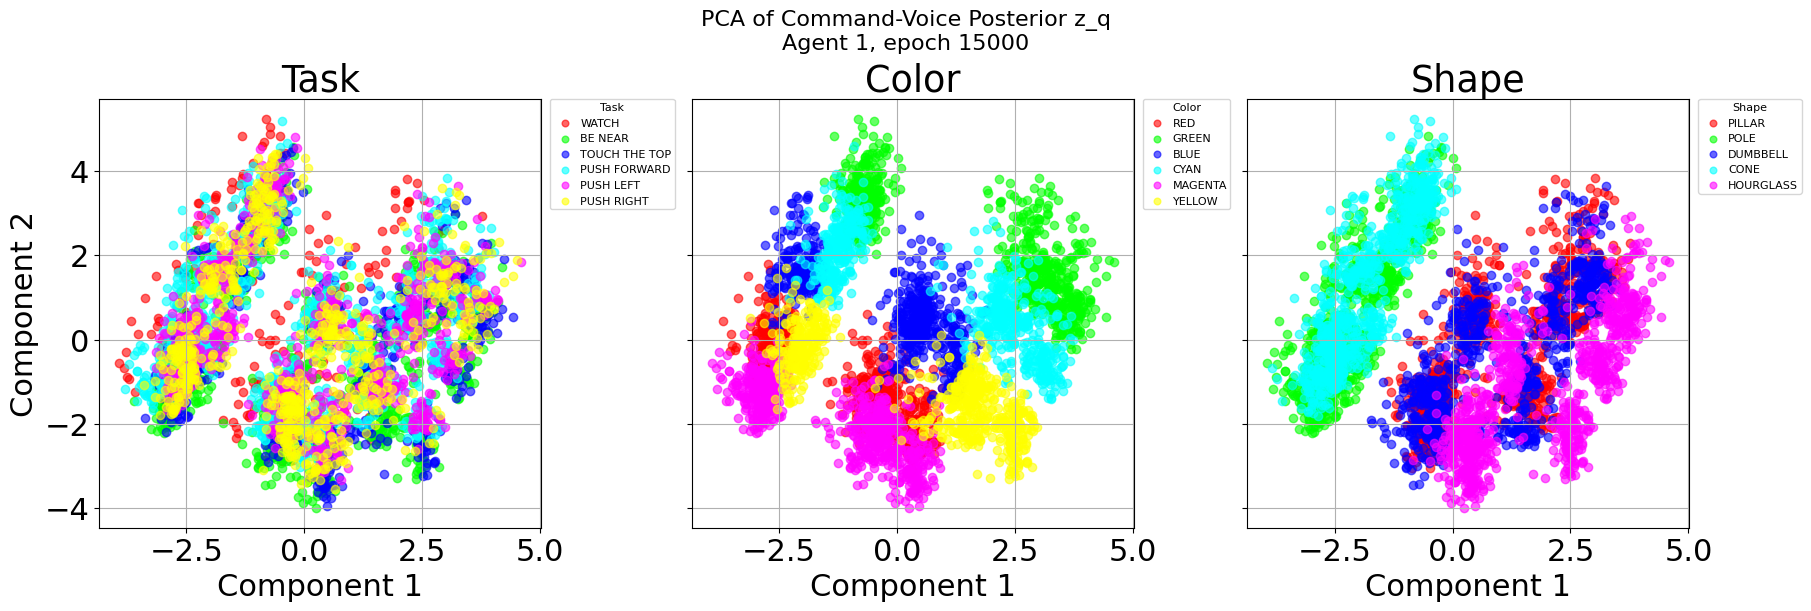 PCA of Command-Voice Posterior z_q
Agent 1, epoch 15000
Task
Color
Shape
Component 2
4
2
0
−2
−4
−2.5
0.0
2.5
5.0
Component 1
−2.5
0.0
2.5
5.0
Component 1
−2.5
0.0
2.5
5.0
Component 1
Task
WATCH
BE NEAR
TOUCH THE TOP
PUSH FORWARD
PUSH LEFT
PUSH RIGHT
Color
RED
GREEN
BLUE
CYAN
MAGENTA
YELLOW
Shape
PILLAR
POLE
DUMBBELL
CONE
HOURGLASS